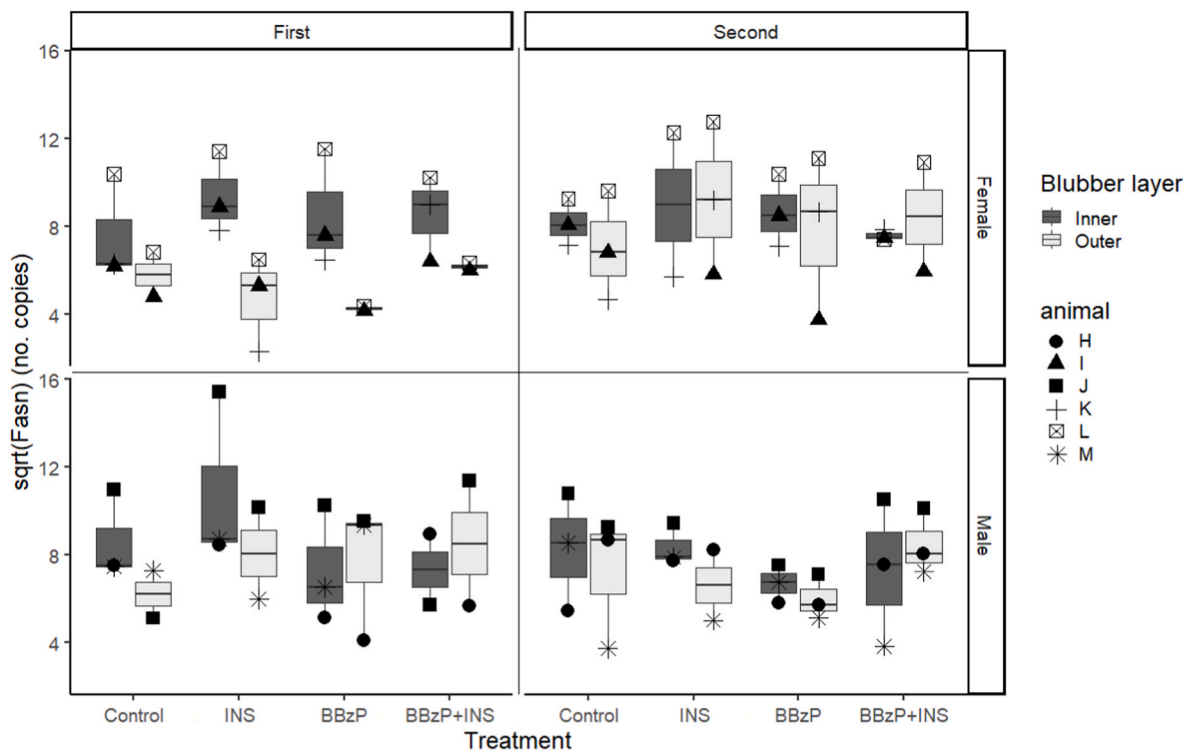 First
Second
16
12
8
4
Female
16
12
8
4
Male
sqrt(Fasn) (no. copies)
Control
INS
BBzP
BBzP+INS
Control
INS
BBzP
BBzP+INS
Treatment
Blubber layer
Inner
Outer
animal
H
I
J
K
L
M